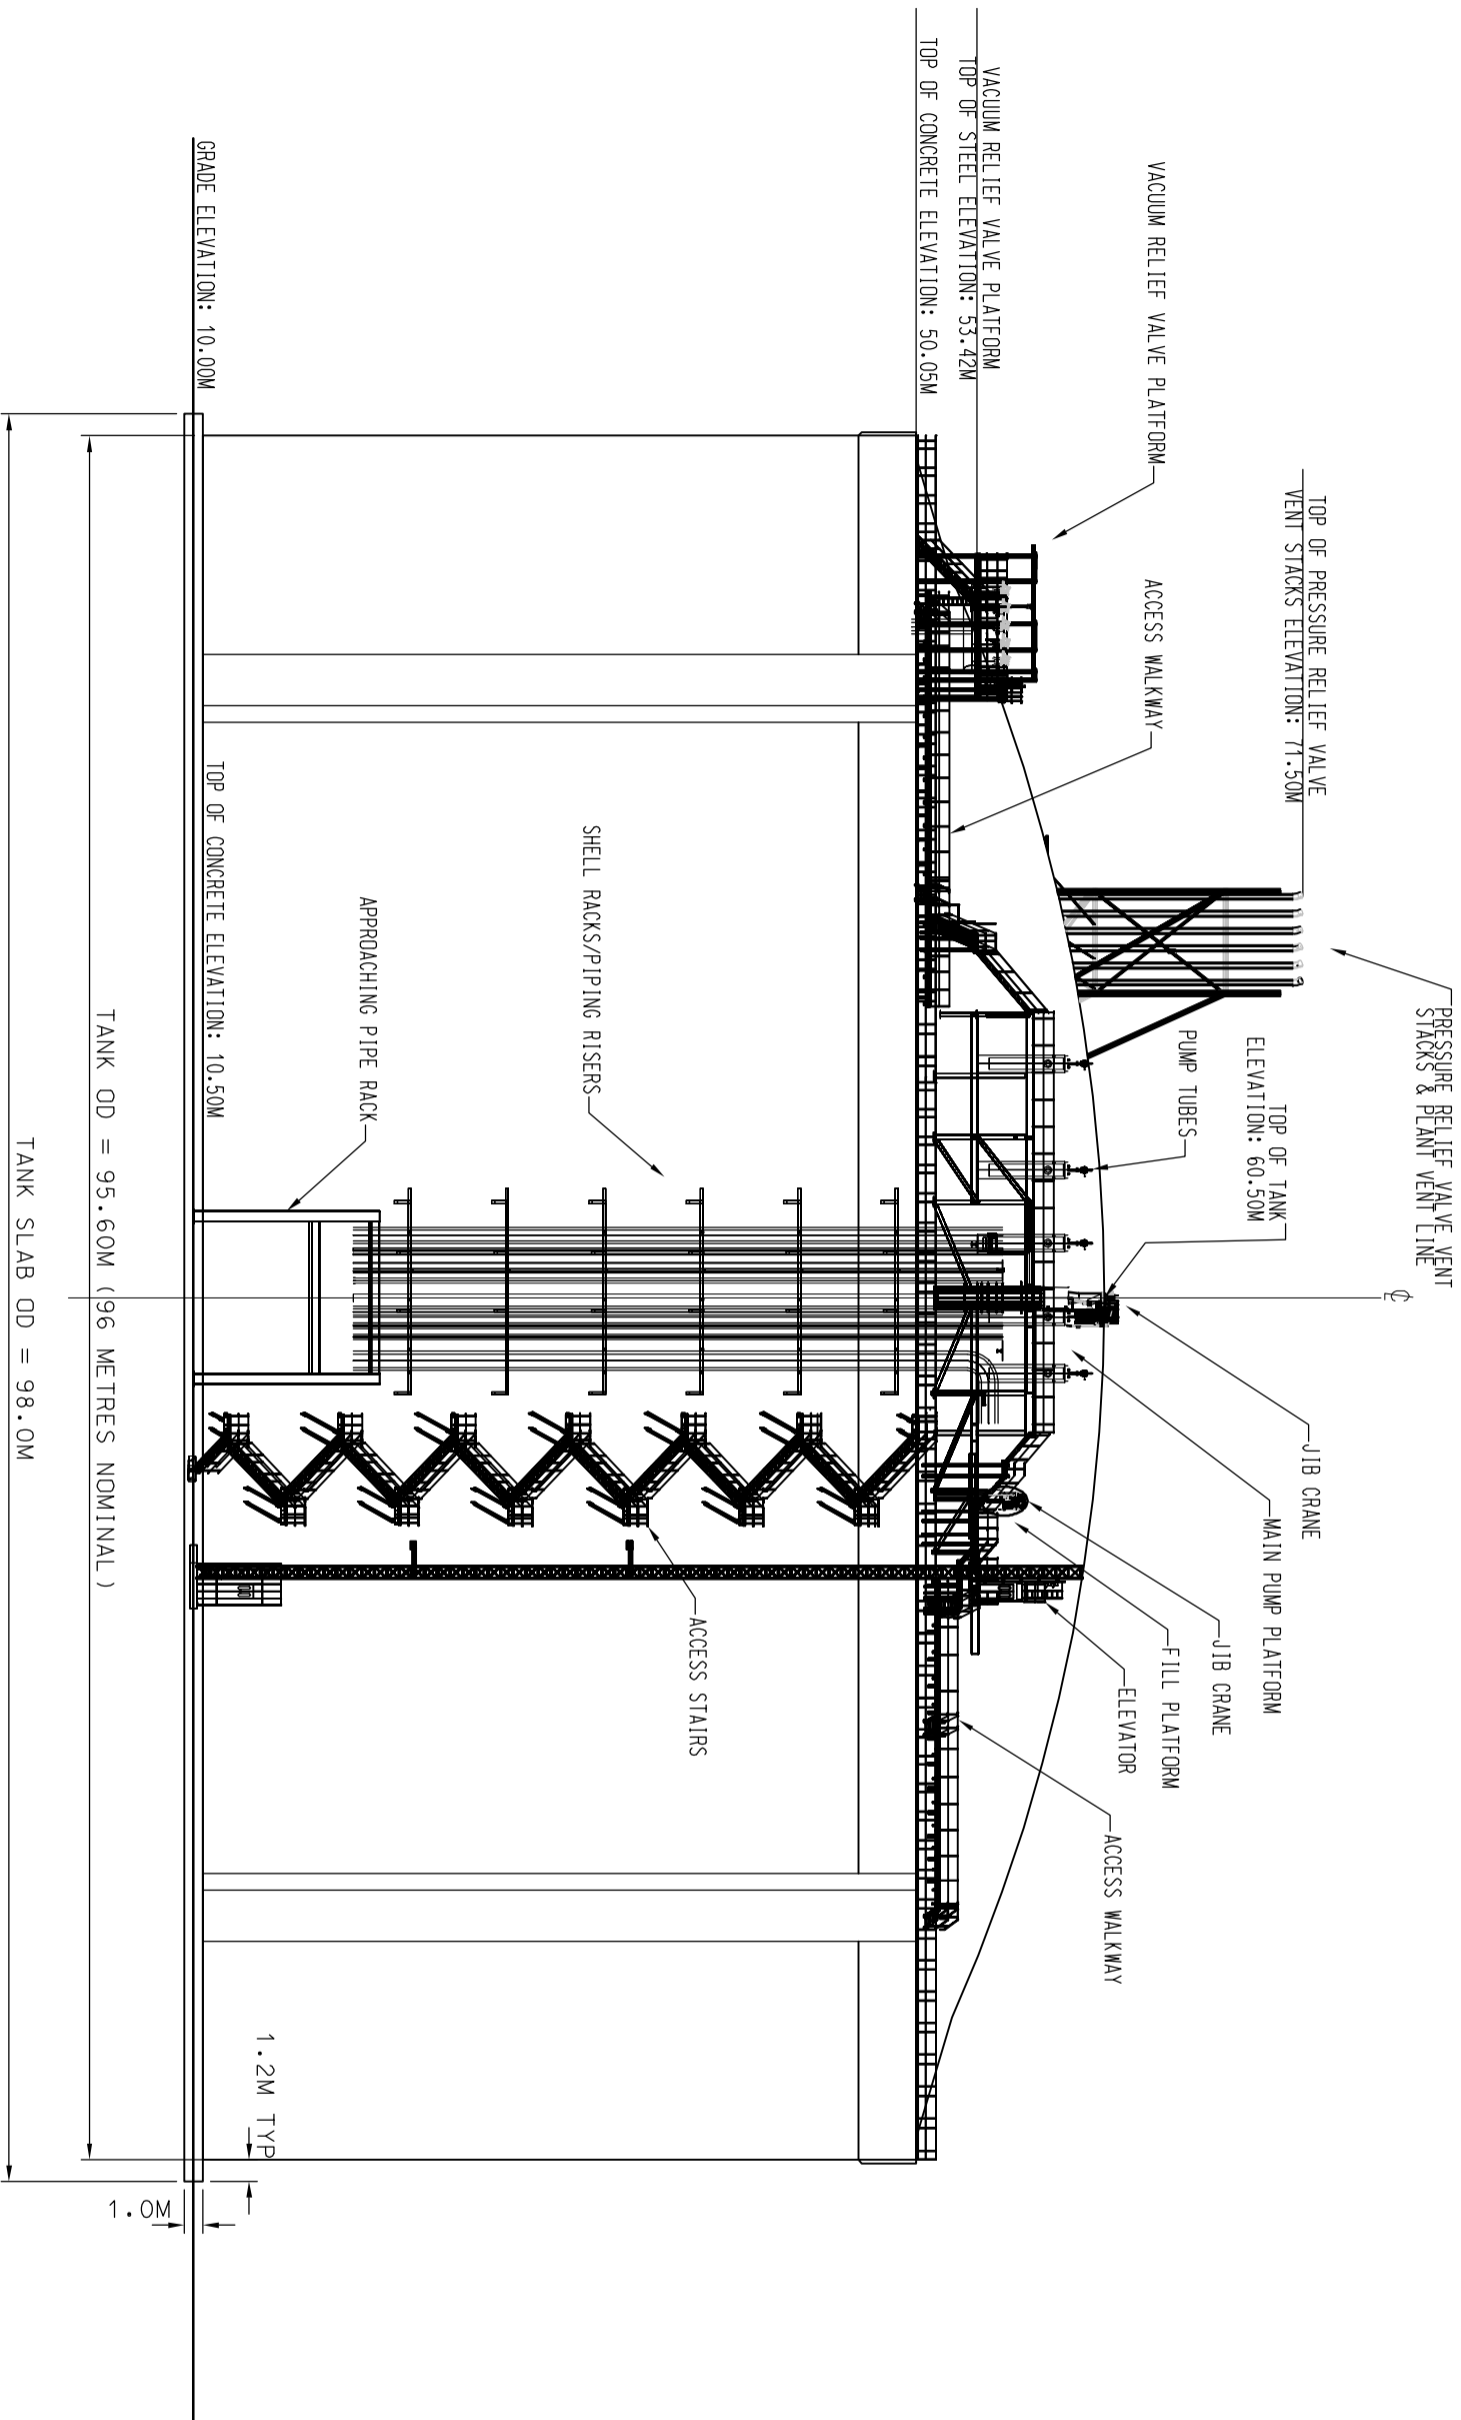 PRESSURE RELIEF VALVE VENT
STACKS & PLANT VENT LINE
TOP OF PRESSURE RELIEF VALVE
VENT STACKS ELEVATION: 71.50M
TOP OF TANK
ELEVATION: 60.50M
JIB CRANE
MAIN PUMP PLATFORM
JIB CRANE
FILL PLATFORM
ELEVATOR
ACCESS WALKWAY
PUMP TUBES
VACUUM RELIEF VALVE PLATFORM
ACCESS WALKWAY
VACUUM RELIEF VALVE PLATFORM
TOP OF STEEL ELEVATION: 53.42M
TOP OF CONCRETE ELEVATION: 50.05M
SHELL RACKS/PIPING RISERS
ACCESS STAIRS
APPROACHING PIPE RACK
GRADE ELEVATION: 10.00M
TOP OF CONCRETE ELEVATION: 10.50M
1.2M TYP
1.0M
TANK OD = 95.60M (96 METRES NOMINAL)
TANK SLAB OD = 98.0M